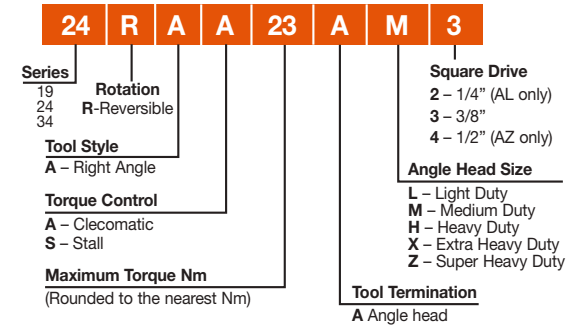 24 R A A 23 A M 3
Series
19
24
34
Rotation
R-Reversible
Tool Style
A – Right Angle
Torque Control
A – Clecomatic
S – Stall
Maximum Torque Nm
(Rounded to the nearest Nm)
Square Drive
2 – 1/4” (AL only)
3 – 3/8”
4 – 1/2” (AZ only)
Angle Head Size
L – Light Duty
M – Medium Duty
H – Heavy Duty
X – Extra Heavy Duty
Z – Super Heavy Duty
Tool Termination
A Angle head